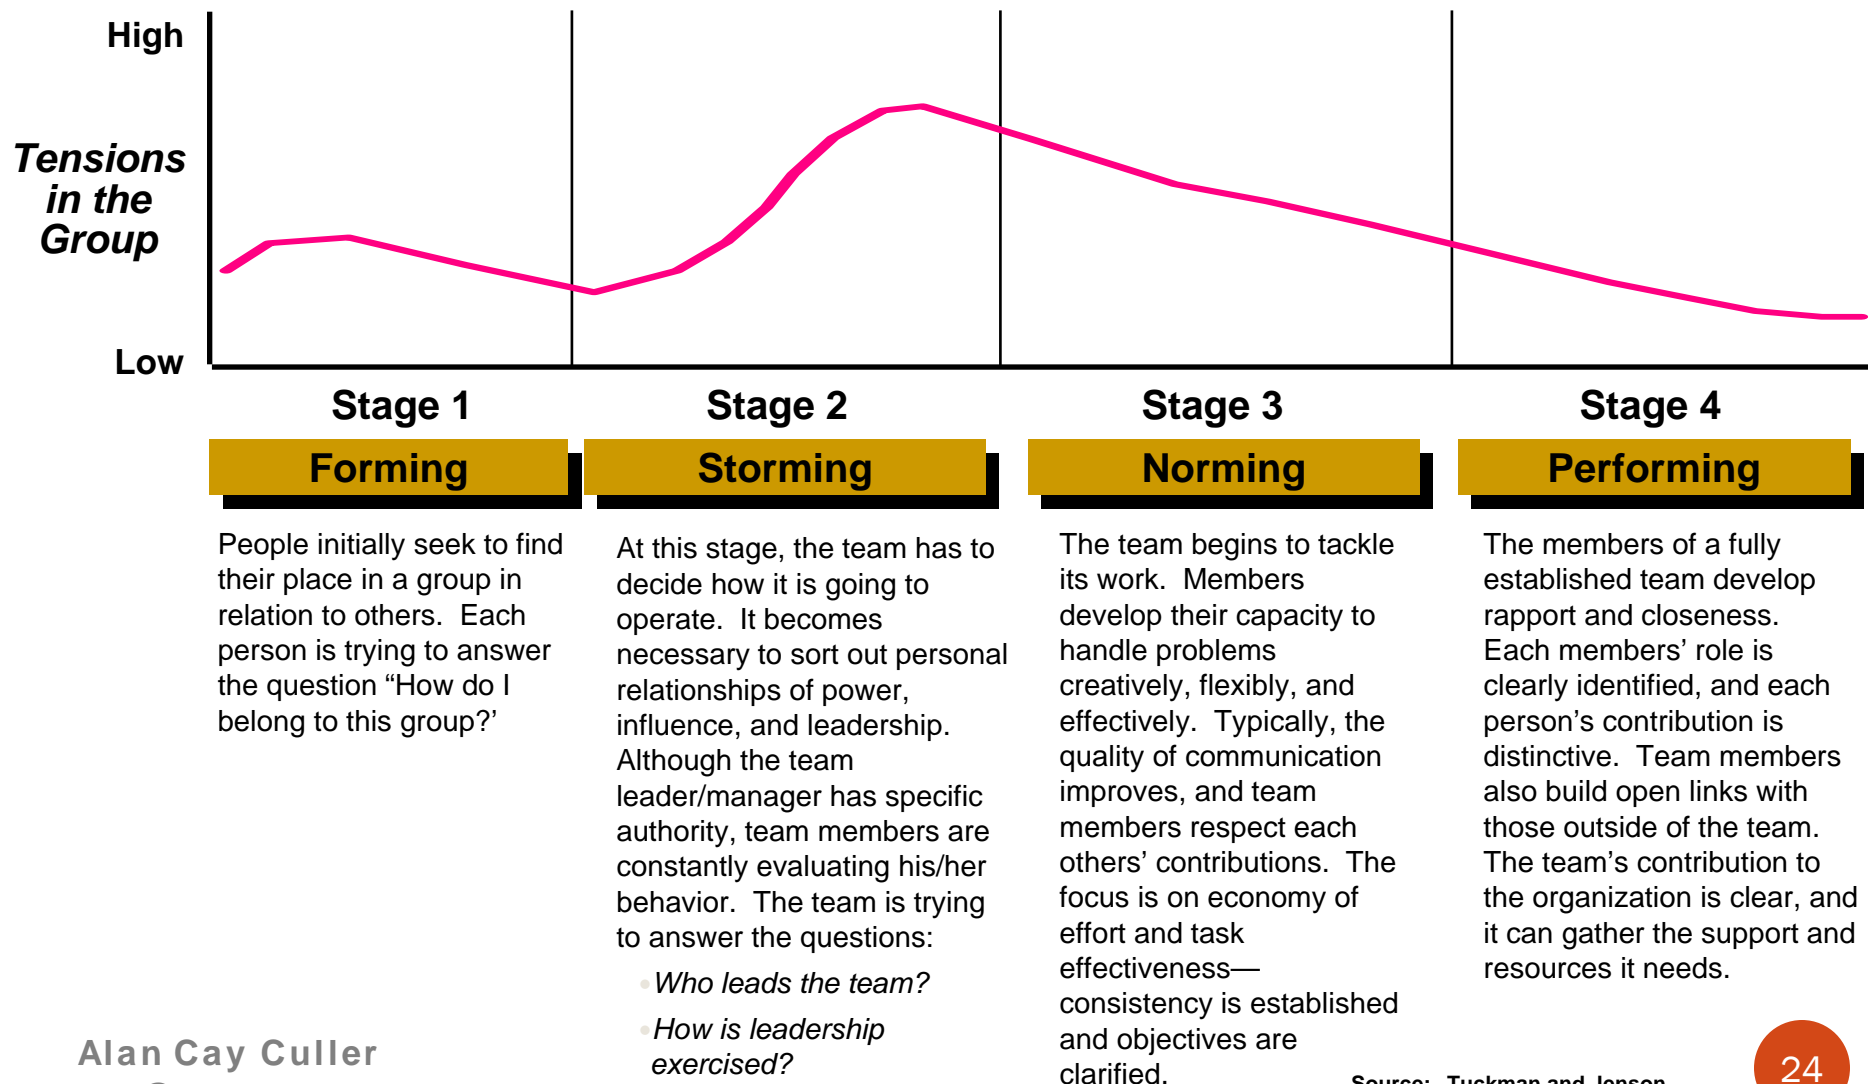 High
Tensions
in the
Group
Low
Stage 1
Stage 2
Stage 3
Stage 4
Forming
Storming
Norming
Performing
People initially seek to find
their place in a group in
relation to others.  Each
person is trying to answer
the question “How do I
belong to this group?’
At this stage, the team has to
decide how it is going to
operate.  It becomes
necessary to sort out personal
relationships of power,
influence, and leadership.
Although the team
leader/manager has specific
authority, team members are
constantly evaluating his/her
behavior.  The team is trying
to answer the questions:
•Who leads the team?
•How is leadership
exercised?
The team begins to tackle
its work.  Members
develop their capacity to
handle problems
creatively, flexibly, and
effectively.  Typically, the
quality of communication
improves, and team
members respect each
others’ contributions.  The
focus is on economy of
effort and task
effectiveness—
consistency is established
and objectives are
clarified.
The members of a fully
established team develop
rapport and closeness.
Each members’ role is
clearly identified, and each
person’s contribution is
distinctive.  Team members
also build open links with
those outside of the team.
The team’s contribution to
the organization is clear, and
it can gather the support and
resources it needs.
Alan Cay Culler
Source:  Tuckman and Jenson
24